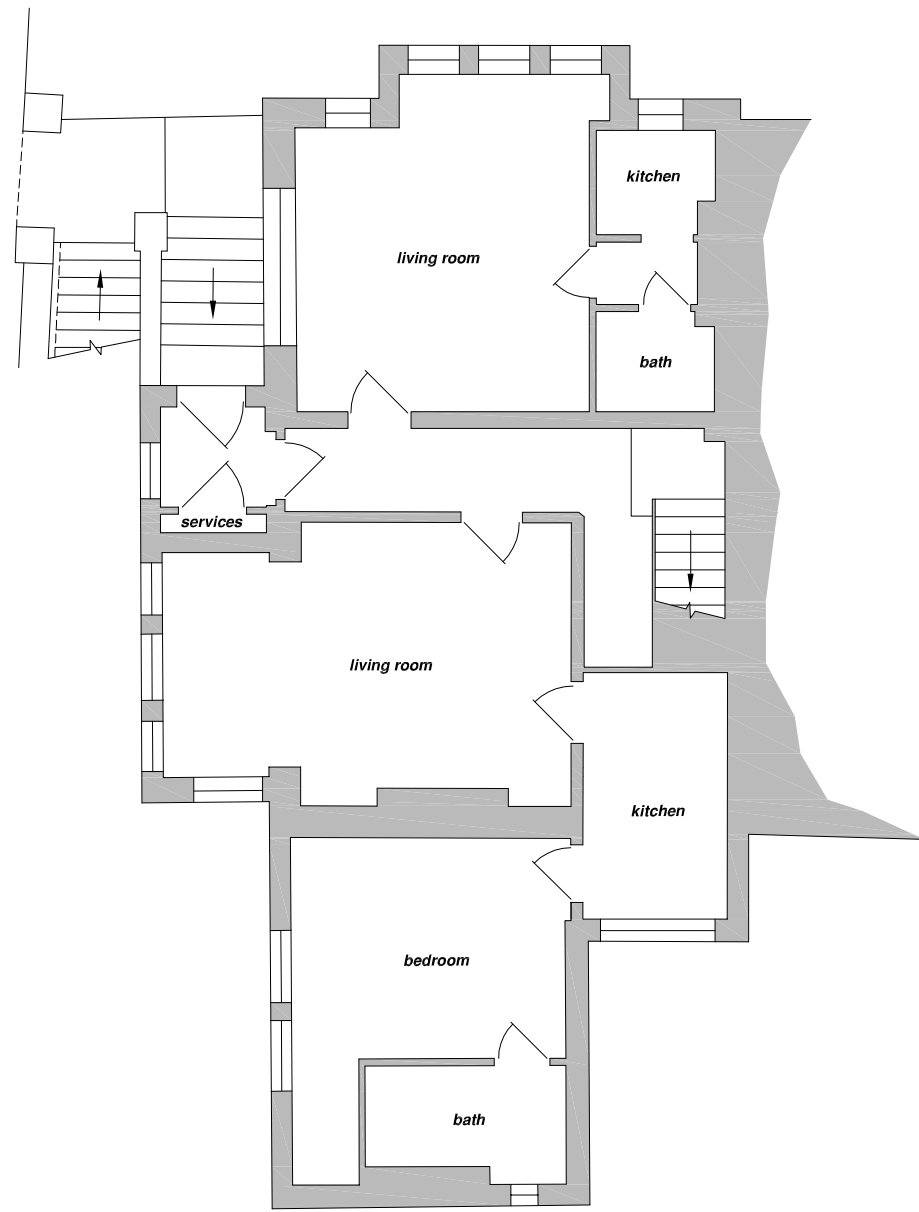 kitchen
living room
bath
services
living room
kitchen
bedroom
bath